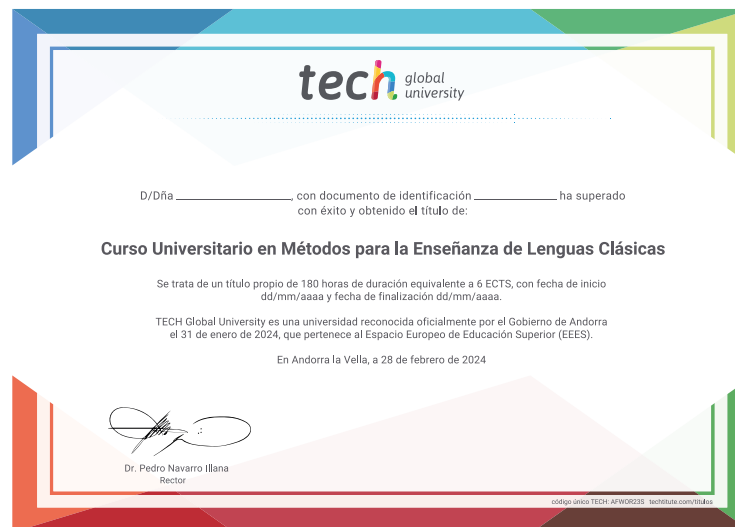 tech global university
D/Dña ________________, con documento de identificación ____________ ha superado
con éxito y obtenido el título de:
Curso Universitario en Métodos para la Enseñanza de Lenguas Clásicas
Se trata de un título propio de 180 horas de duración equivalente a 6 ECTS, con fecha de inicio
dd/mm/aaaa y fecha de finalización dd/mm/aaaa.
TECH Global University es una universidad reconocida oficialmente por el Gobierno de Andorra
el 31 de enero de 2024, que pertenece al Espacio Europeo de Educación Superior (EEES).
En Andorra la Vella, a 28 de febrero de 2024
Dr. Pedro Navarro Illana
Rector
código único TECH: AFWOR23S techtitute.com/titulos